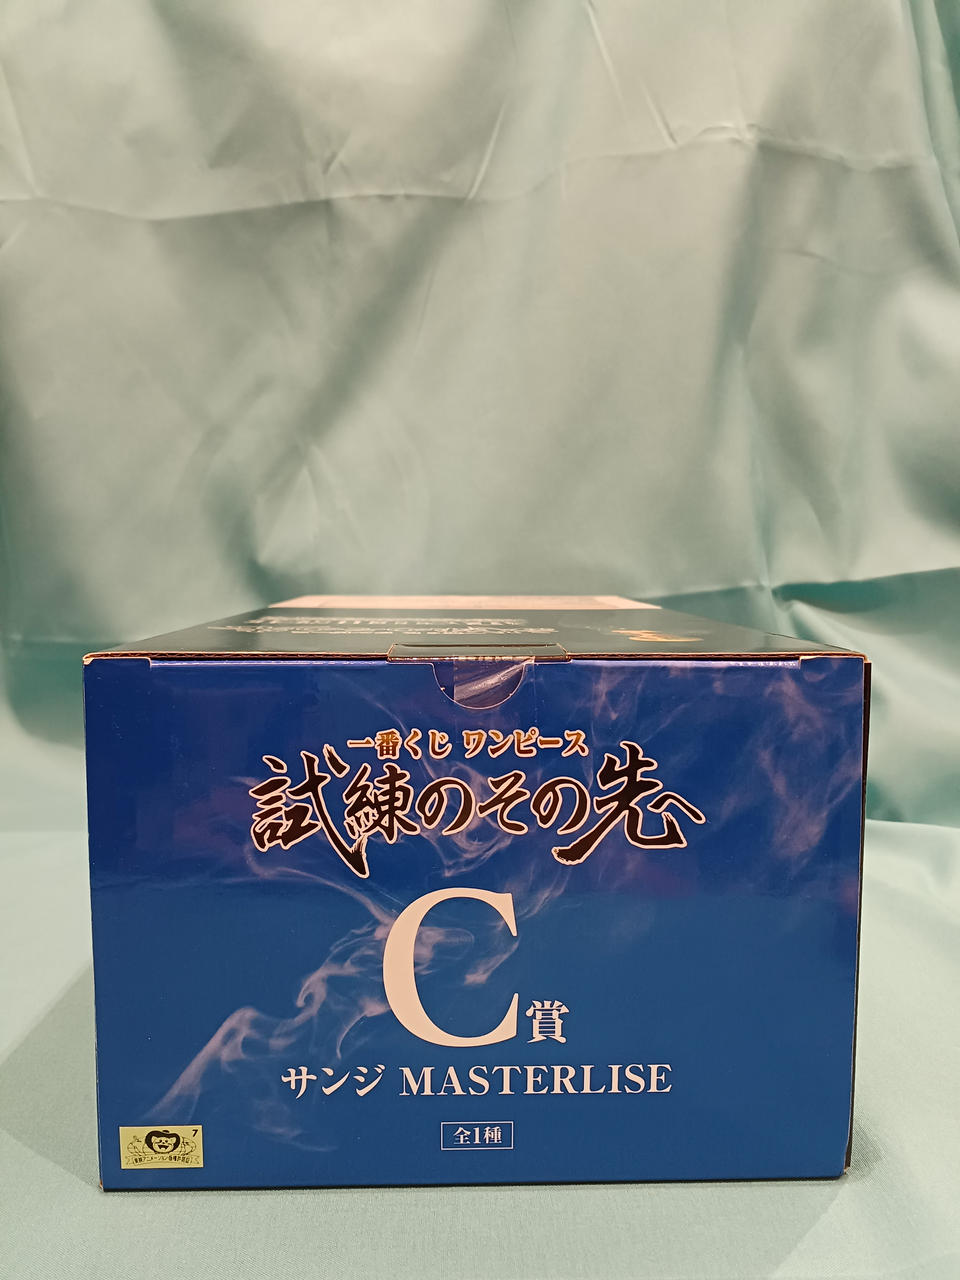 一番くじ ワンピース
試練のその先へ
C賞
サンジ MASTERLISE
全1種
7